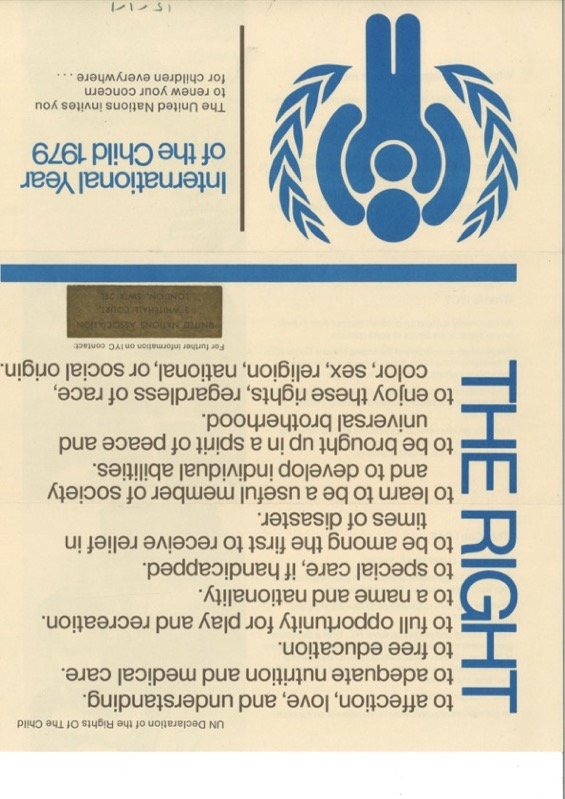 UN Declaration of the Rights Of The Child
THE RIGHT
to affection, love, and understanding.
to adequate nutrition and medical care.
to free education.
to full opportunity for play and recreation.
to a name and nationality.
to special care, if handicapped.
to be among the first to receive relief in
times of disaster.
to learn to be a useful member of society
and to develop individual abilities.
to be brought up in a spirit of peace and
universal brotherhood.
to enjoy these rights, regardless of race,
color, sex, religion, national, or social origin.
For further information on IYC, contact:
UNITED NATIONS ASSOCIATION
3 WHITEHALL COURT
LONDON SW1A 2EL
International Year
of the Child 1979
The United Nations invites you
to renew your concern
for children everywhere ...